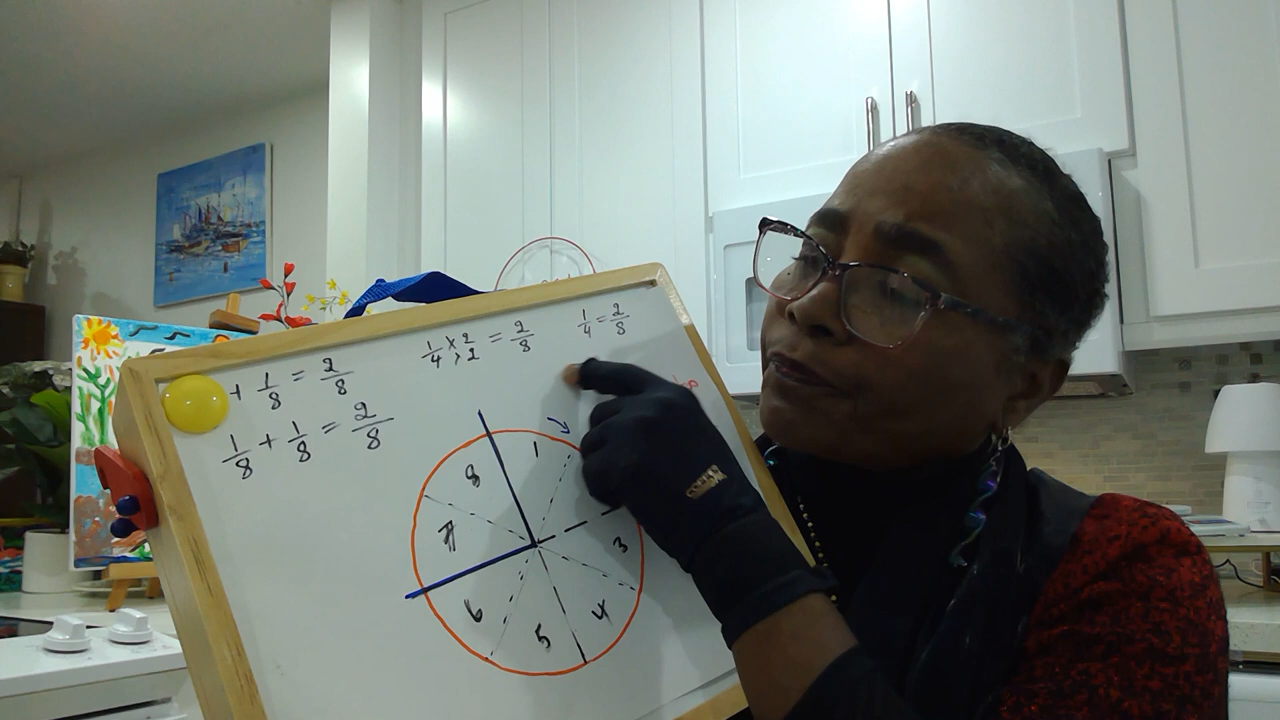 + 1/8 = 2/8
1/8 + 1/8 = 2/8
1/4 × 2/2 = 2/8
1/4 = 2/8
8 1
7 3
6 5 4